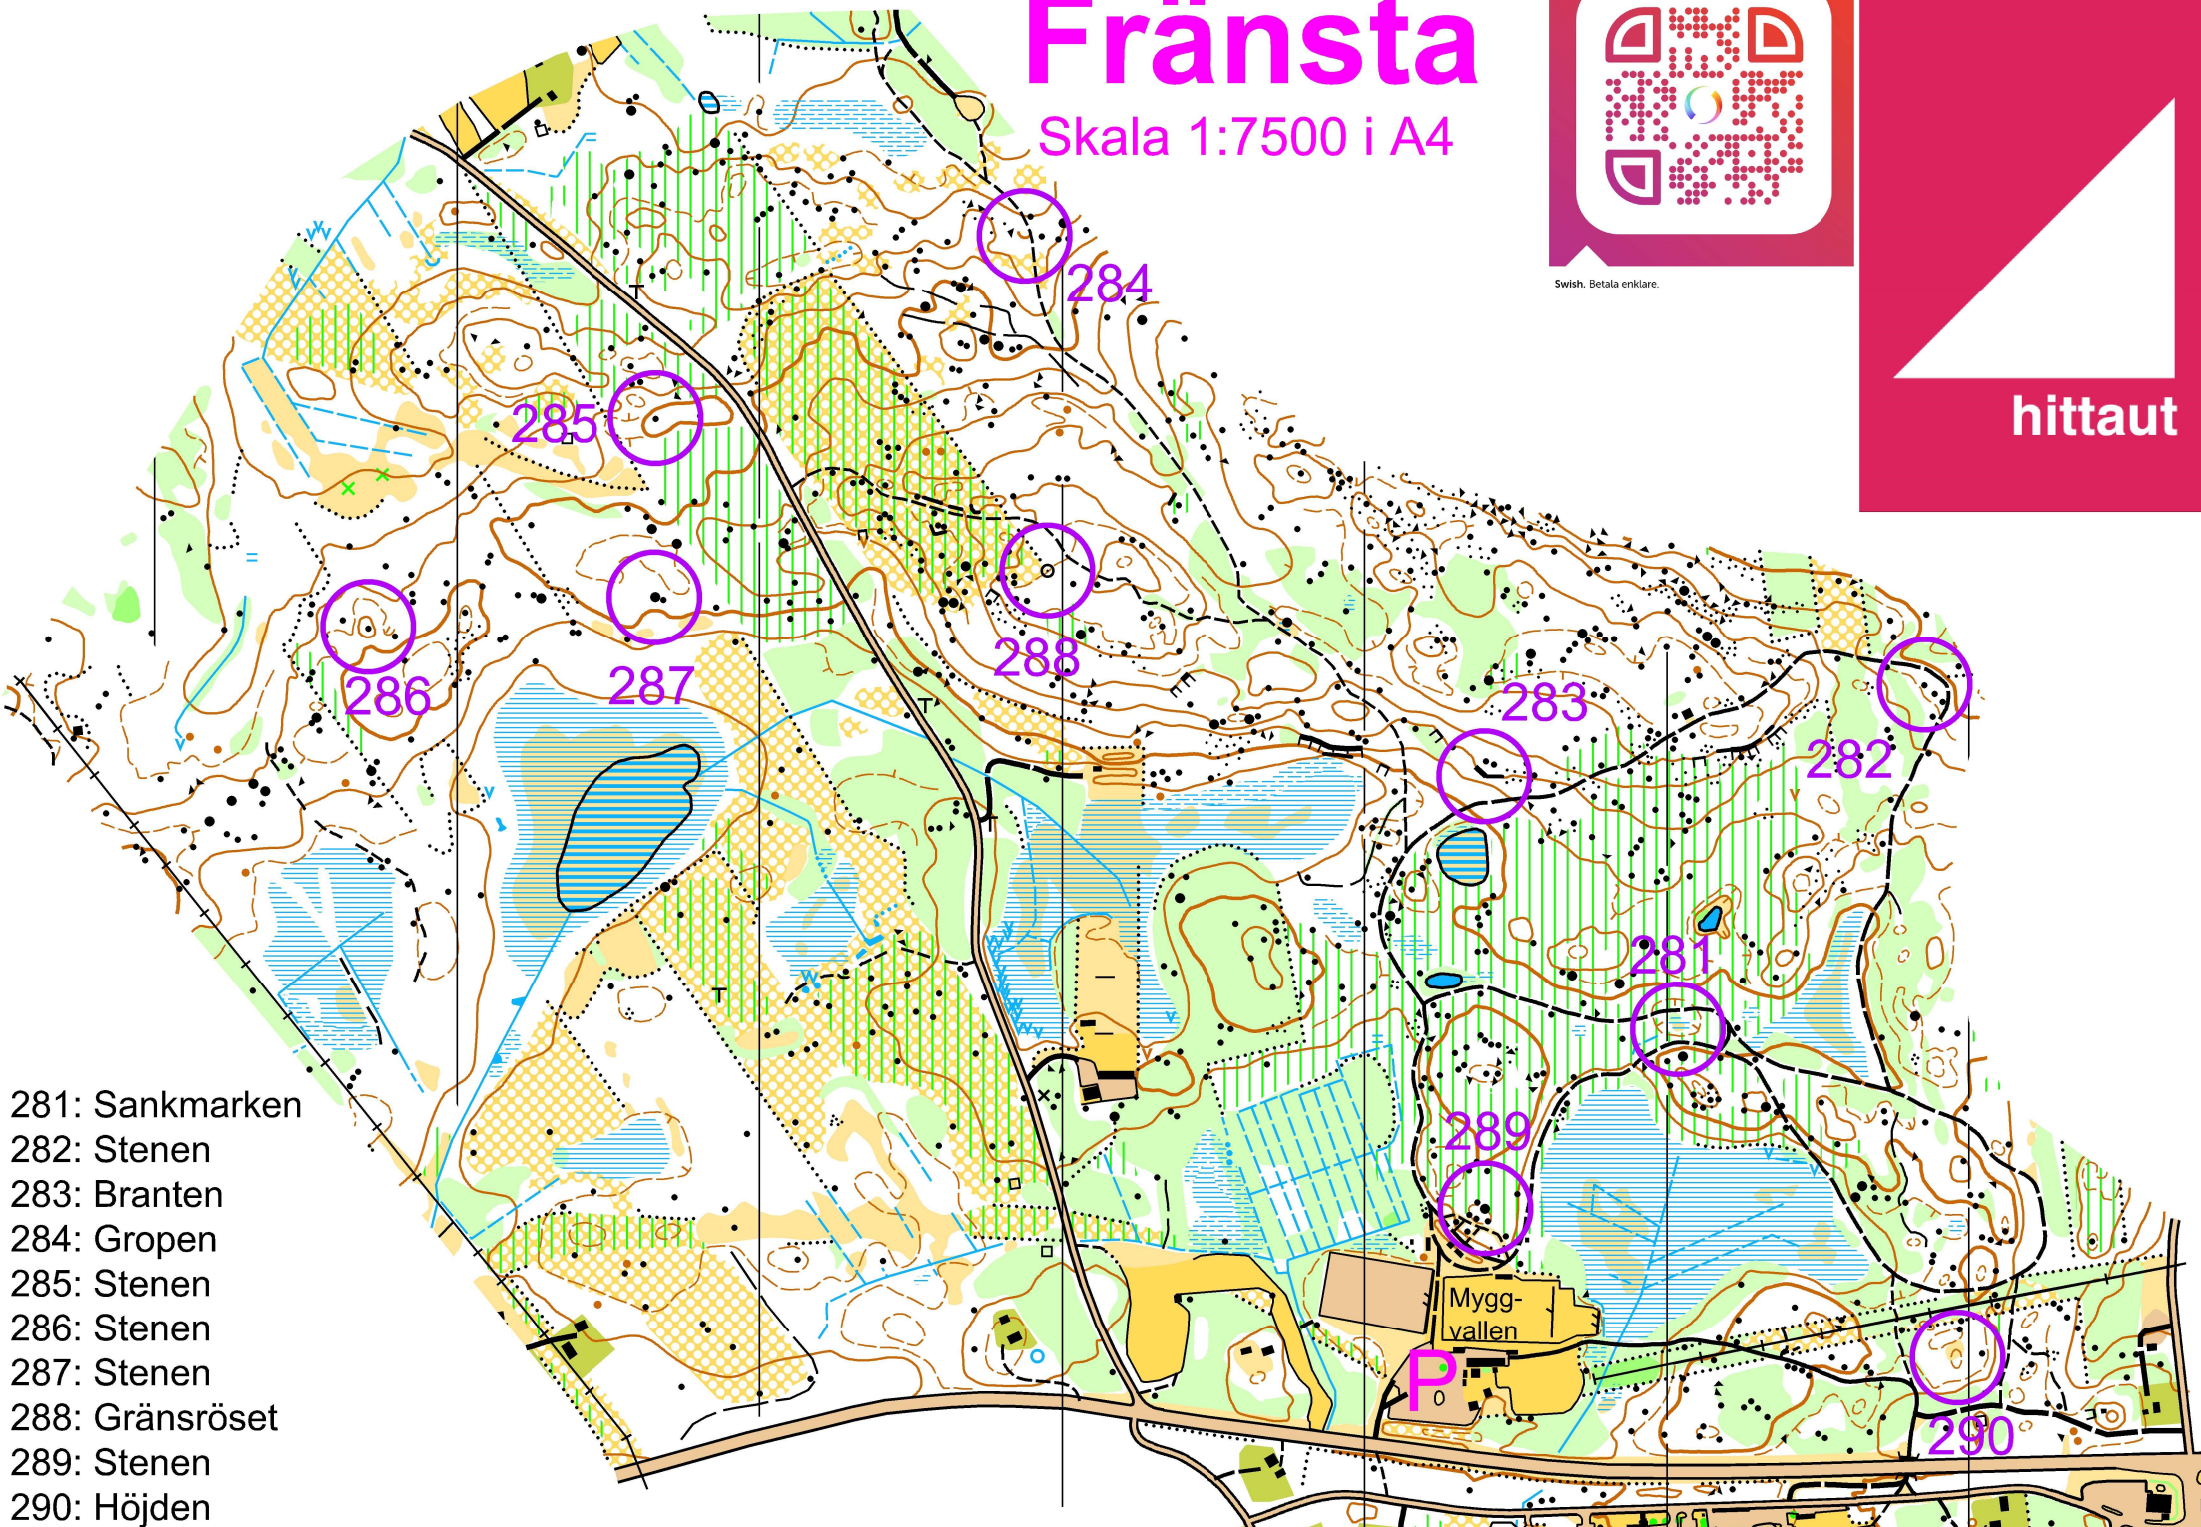 Fränsta
Skala 1:7500 i A4
Swish. Betala enklare.
hittaut
284
285
286
287
288
283
282
281
289
290
Mygg-
vallen
P
281: Sankmarken
282: Stenen
283: Branten
284: Gropen
285: Stenen
286: Stenen
287: Stenen
288: Gränsröset
289: Stenen
290: Höjden